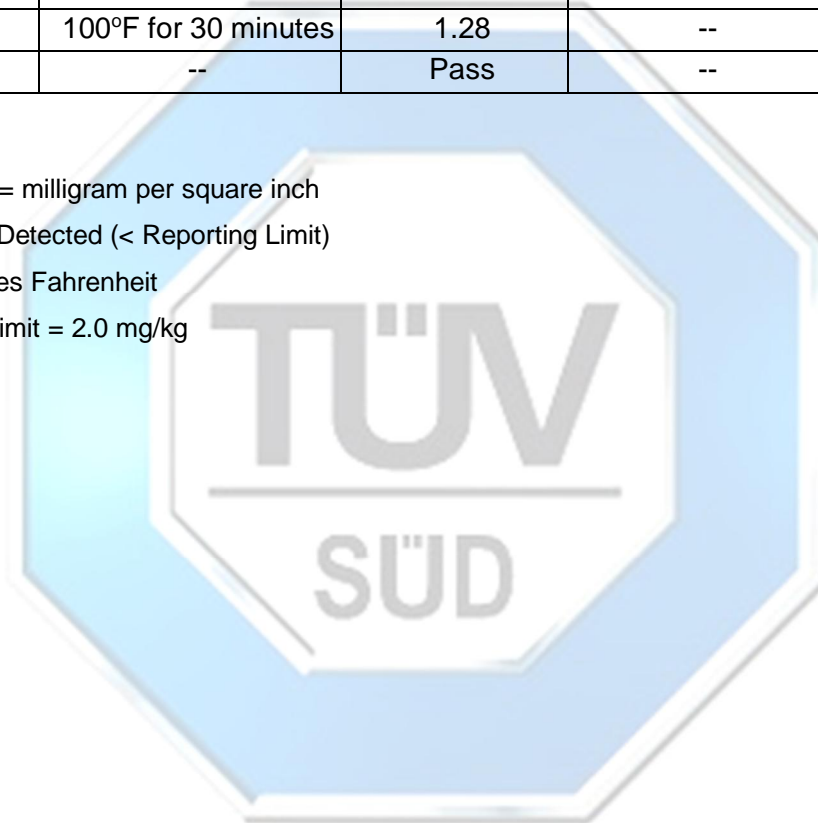 100ºF for 30 minutes 1.28 --
-- Pass --
= milligram per square inch
Detected (< Reporting Limit)
es Fahrenheit
imit = 2.0 mg/kg
TÜV
SÜD